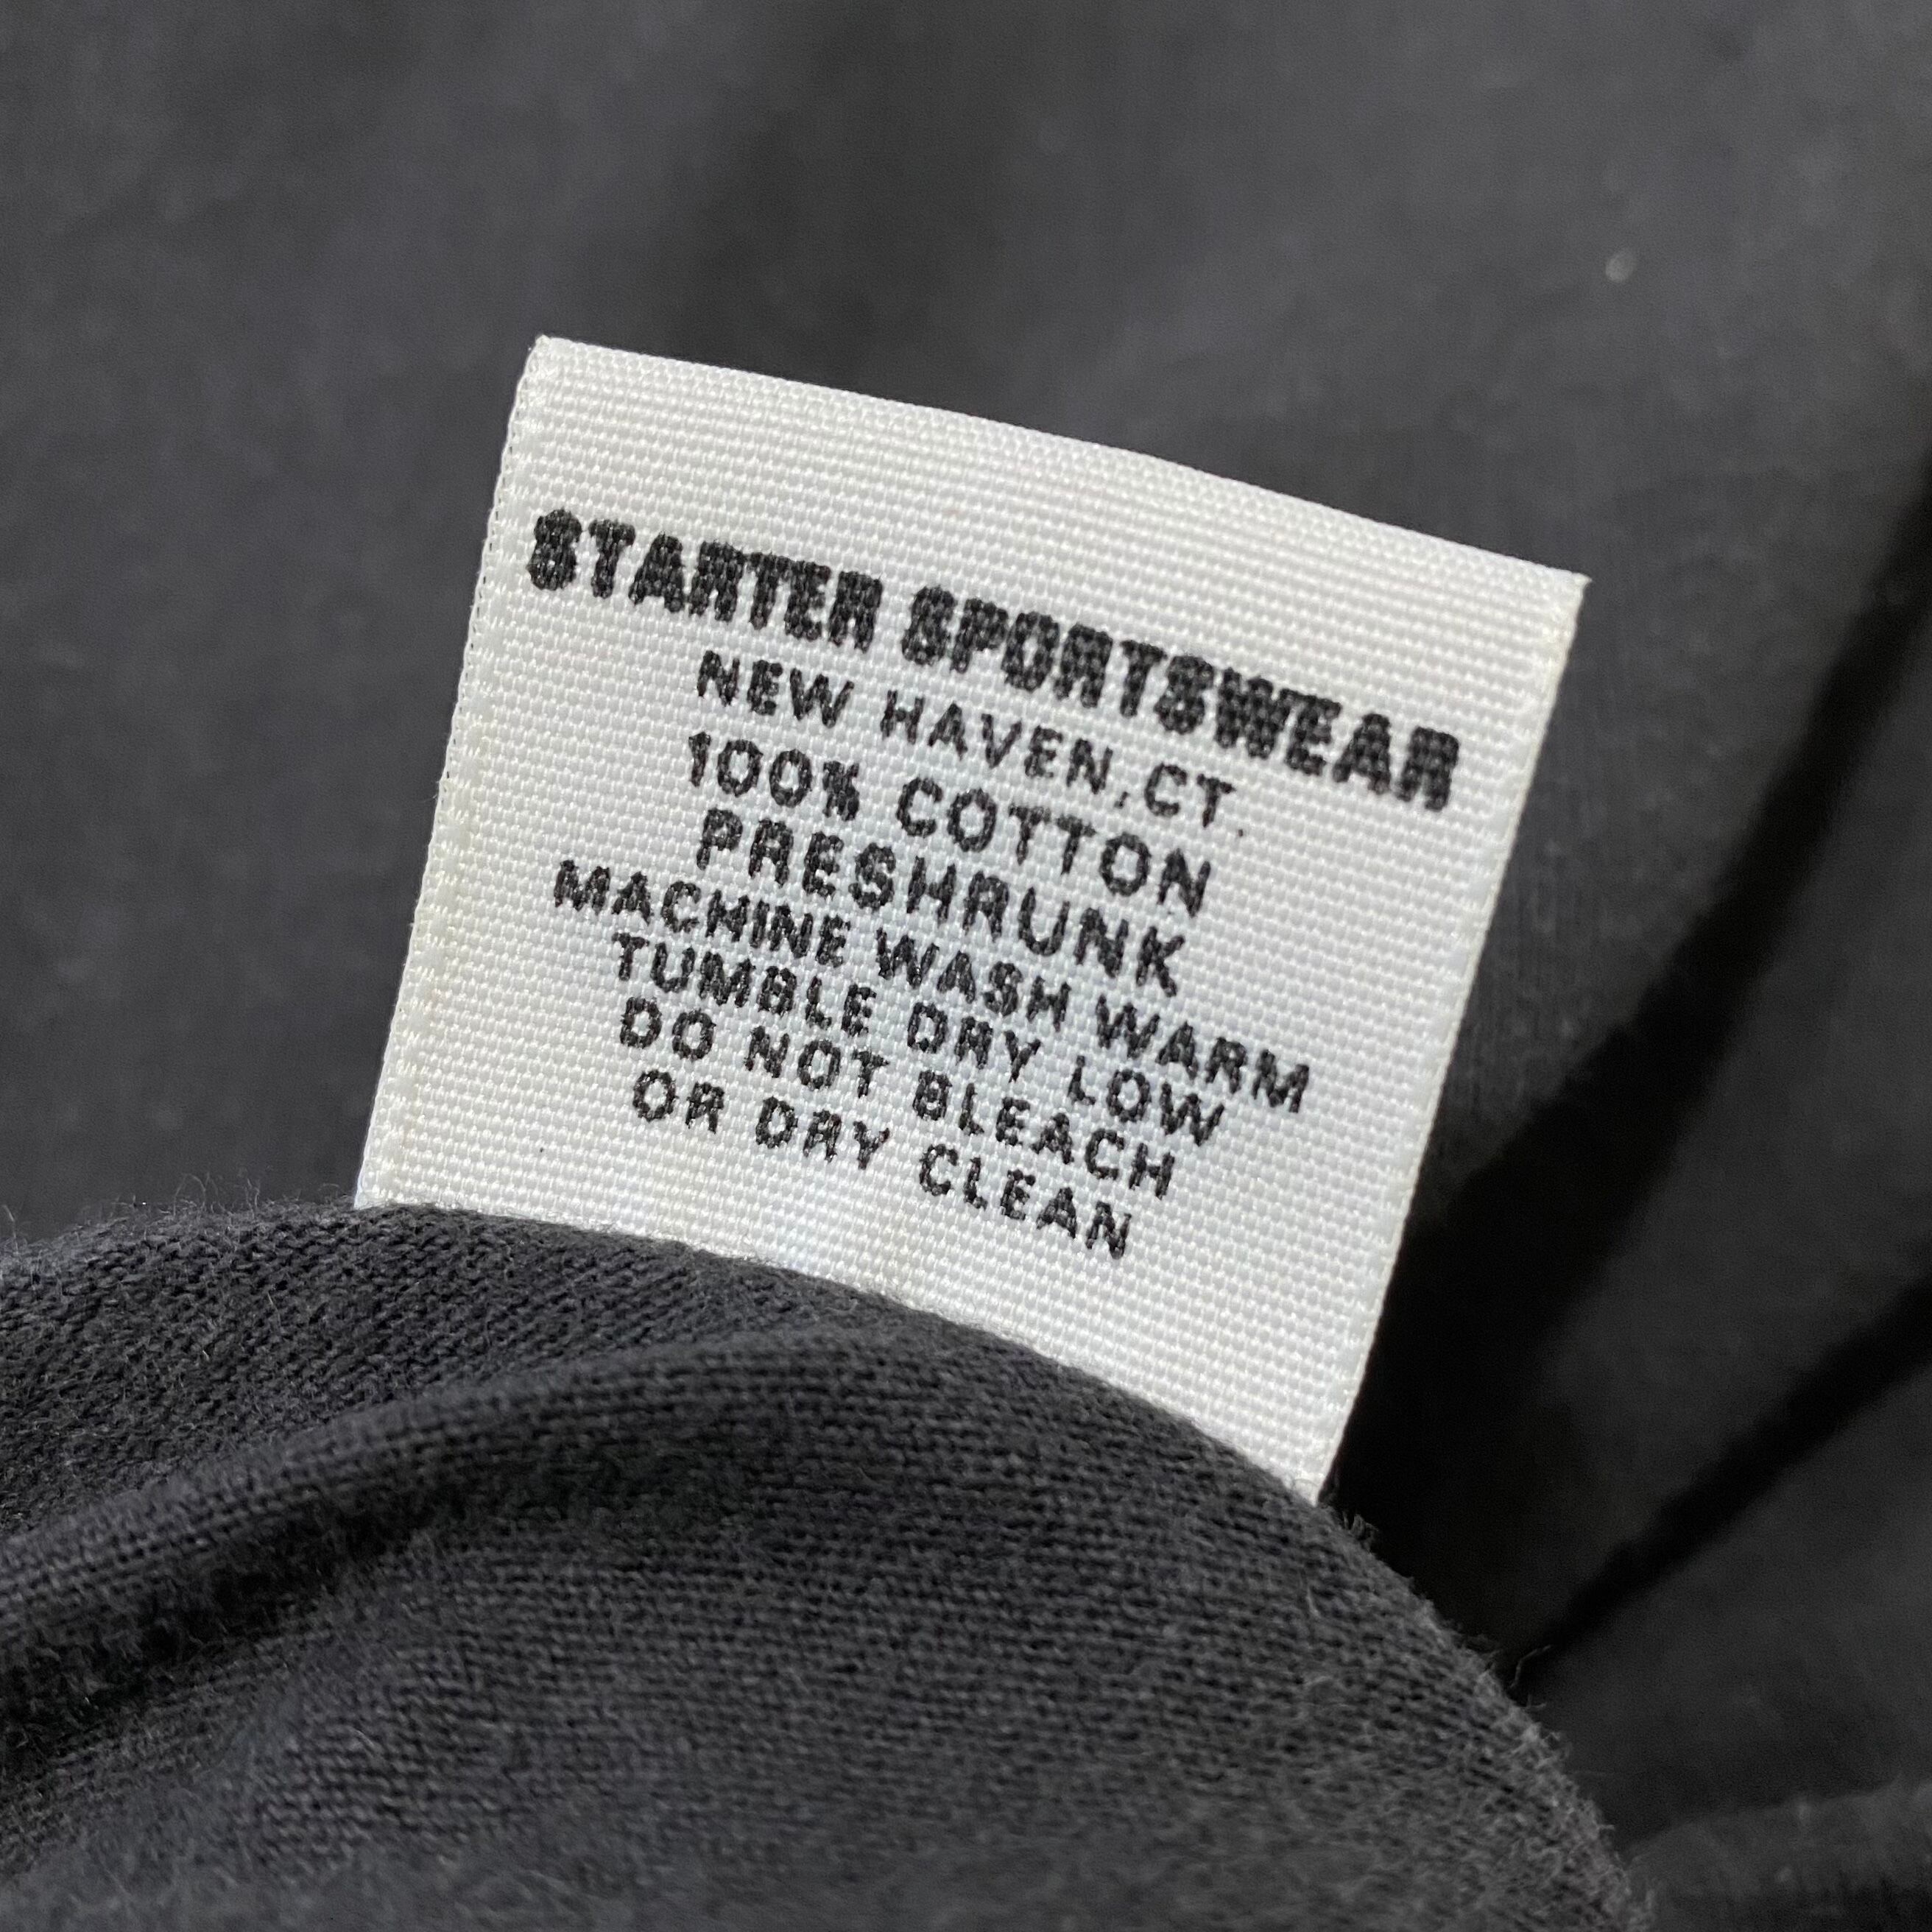 STARTER SPORTSWEAR
NEW HAVEN, CT.
100% COTTON
PRESHRUNK
MACHINE WASH WARM
TUMBLE DRY LOW
DO NOT BLEACH
OR DRY CLEAN